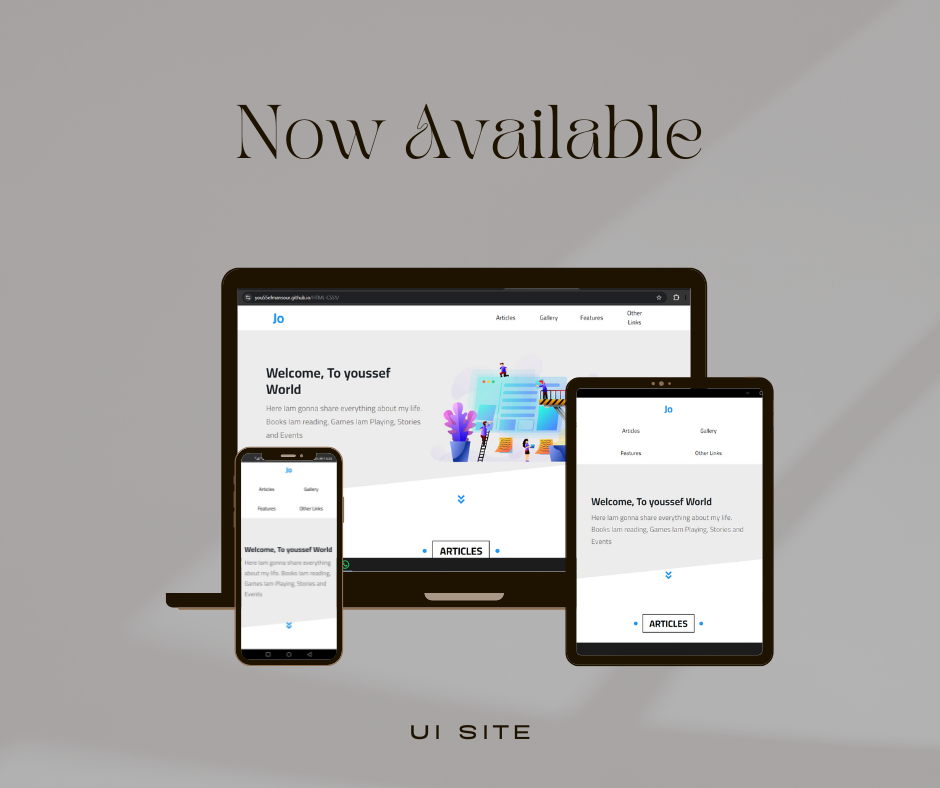 Now Available
youssefmansour.github.io/HTML-CSS1/
Jo
Articles
Gallery
Features
Other
Links
Welcome, To youssef
World
Here Iam gonna share everything about my life.
Books Iam reading, Games Iam Playing, Stories
and Events
ARTICLES
Jo
Articles
Gallery
Features
Other Links
Welcome, To youssef World
Here Iam gonna share everything
about my life. Books Iam reading,
Games Iam Playing, Stories and
Events
Jo
Articles
Gallery
Features
Other Links
Welcome, To youssef World
Here Iam gonna share everything about my life.
Books Iam reading, Games Iam Playing, Stories and
Events
ARTICLES
UI SITE